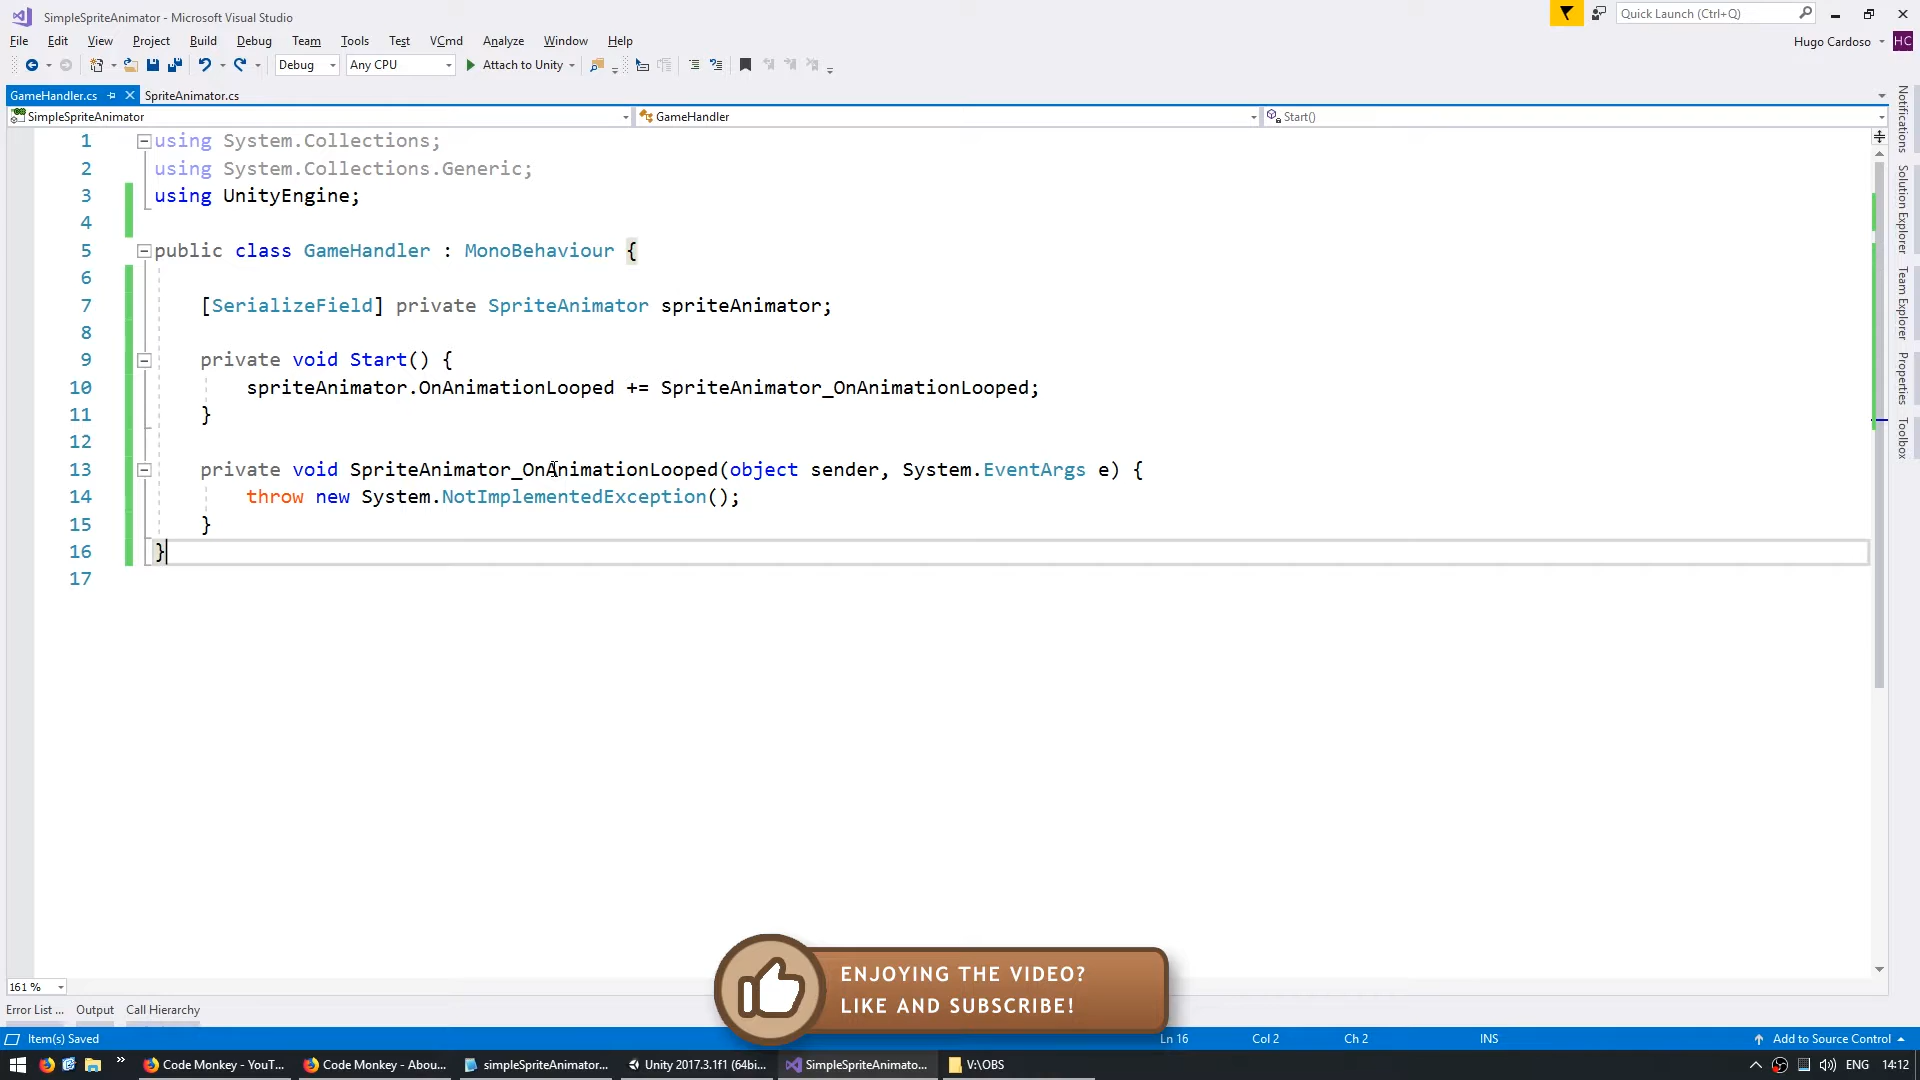 SimpleSpriteAnimator - Microsoft Visual Studio
Quick Launch (Ctrl+Q)
File Edit View Project Build Debug Team Tools Test VCmd Analyze Window Help
Hugo Cardoso HC
Debug Any CPU Attach to Unity
GameHandler.cs SpriteAnimator.cs
SimpleSpriteAnimator GameHandler Start()
1 using System.Collections;
2 using System.Collections.Generic;
3 using UnityEngine;
4
5 public class GameHandler : MonoBehaviour {
6
7 [SerializeField] private SpriteAnimator spriteAnimator;
8
9 private void Start() {
10 spriteAnimator.OnAnimationLooped += SpriteAnimator_OnAnimationLooped;
11 }
12
13 private void SpriteAnimator_OnAnimationLooped(object sender, System.EventArgs e) {
14 throw new System.NotImplementedException();
15 }
16 }
17
Notifications
Solution Explorer
Team Explorer
Properties
Toolbox
ENJOYING THE VIDEO?
LIKE AND SUBSCRIBE!
161 %
Error List ... Output Call Hierarchy
Item(s) Saved Ln 16 Col 2 Ch 2 INS Add to Source Control
Code Monkey - YouT... Code Monkey - Abou... simpleSpriteAnimator... Unity 2017.3.1f1 (64bi... SimpleSpriteAnimato... V:\OBS ENG 14:12